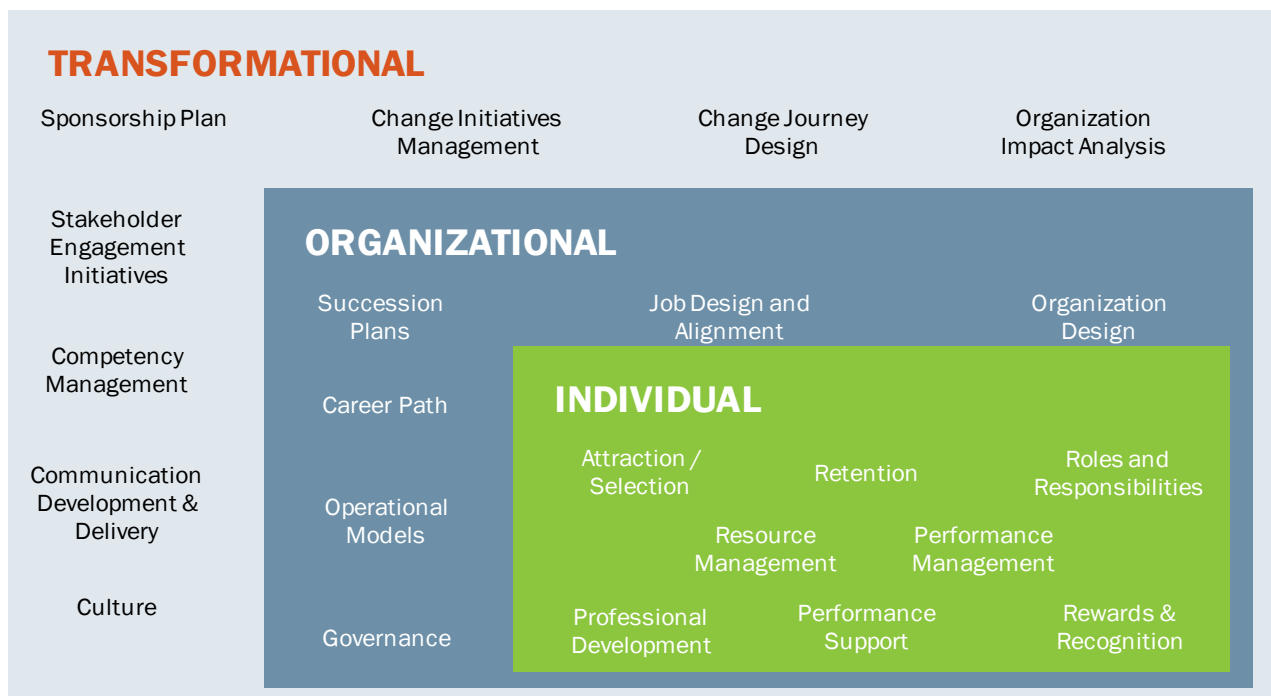 TRANSFORMATIONAL
Sponsorship Plan
Change Initiatives
Management
Change Journey
Design
Organization
Impact Analysis
Stakeholder
Engagement
Initiatives
Competency
Management
Communication
Development &
Delivery
Culture
ORGANIZATIONAL
Succession
Plans
Job Design and
Alignment
Organization
Design
Career Path
Operational
Models
Governance
INDIVIDUAL
Attraction /
Selection
Retention
Roles and
Responsibilities
Resource
Management
Performance
Management
Professional
Development
Performance
Support
Rewards &
Recognition